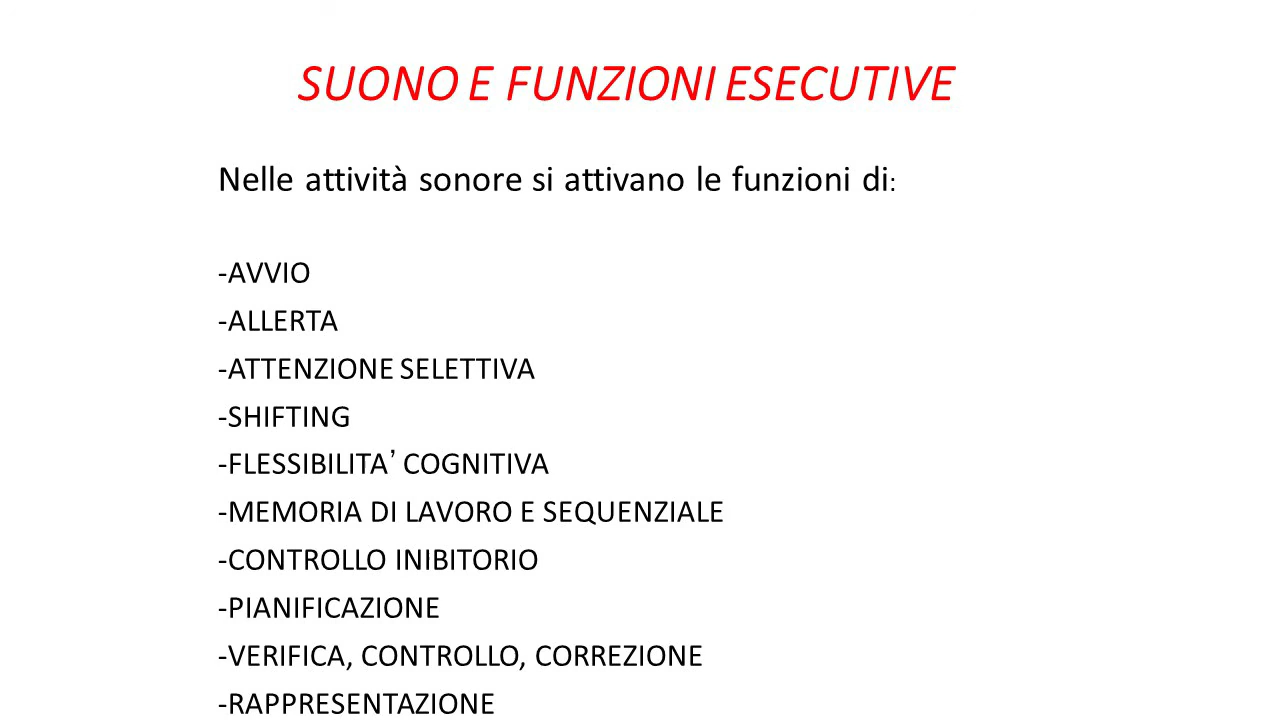 SUONO E FUNZIONI ESECUTIVE
Nelle attività sonore si attivano le funzioni di:
-AVVIO
-ALLERTA
-ATTENZIONE SELETTIVA
-SHIFTING
-FLESSIBILITA’ COGNITIVA
-MEMORIA DI LAVORO E SEQUENZIALE
-CONTROLLO INIBITORIO
-PIANIFICAZIONE
-VERIFICA, CONTROLLO, CORREZIONE
-RAPPRESENTAZIONE